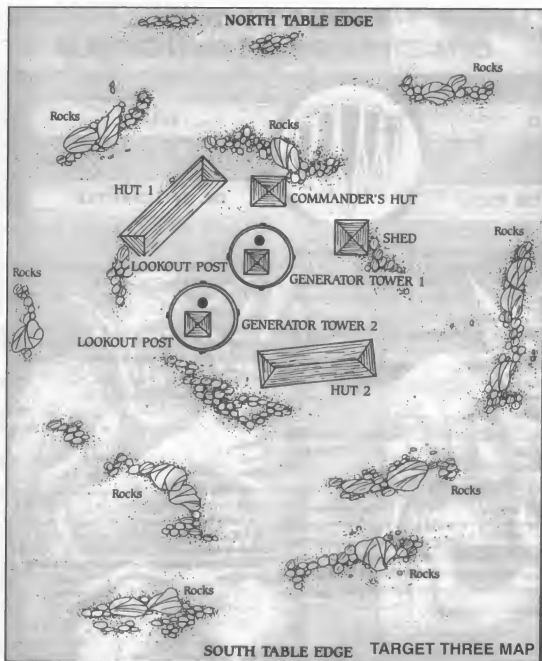 NORTH TABLE EDGE
Rocks
Rocks
Rocks
HUT 1
COMMANDER'S HUT
SHED
Rocks
LOOKOUT POST
GENERATOR TOWER 1
Rocks
GENERATOR TOWER 2
LOOKOUT POST
HUT 2
Rocks
Rocks
Rocks
Rocks
SOUTH TABLE EDGE
TARGET THREE MAP